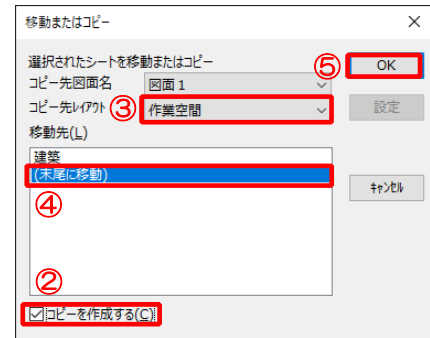 移動またはコピー
選択されたシートを移動またはコピー
⑤ OK
コピー先図面名 図面 1
コピー先レイアウト ③ 作業空間 設定
移動先(L)
建築
(末尾に移動)
キャンセル
④
②
コピーを作成する(C)